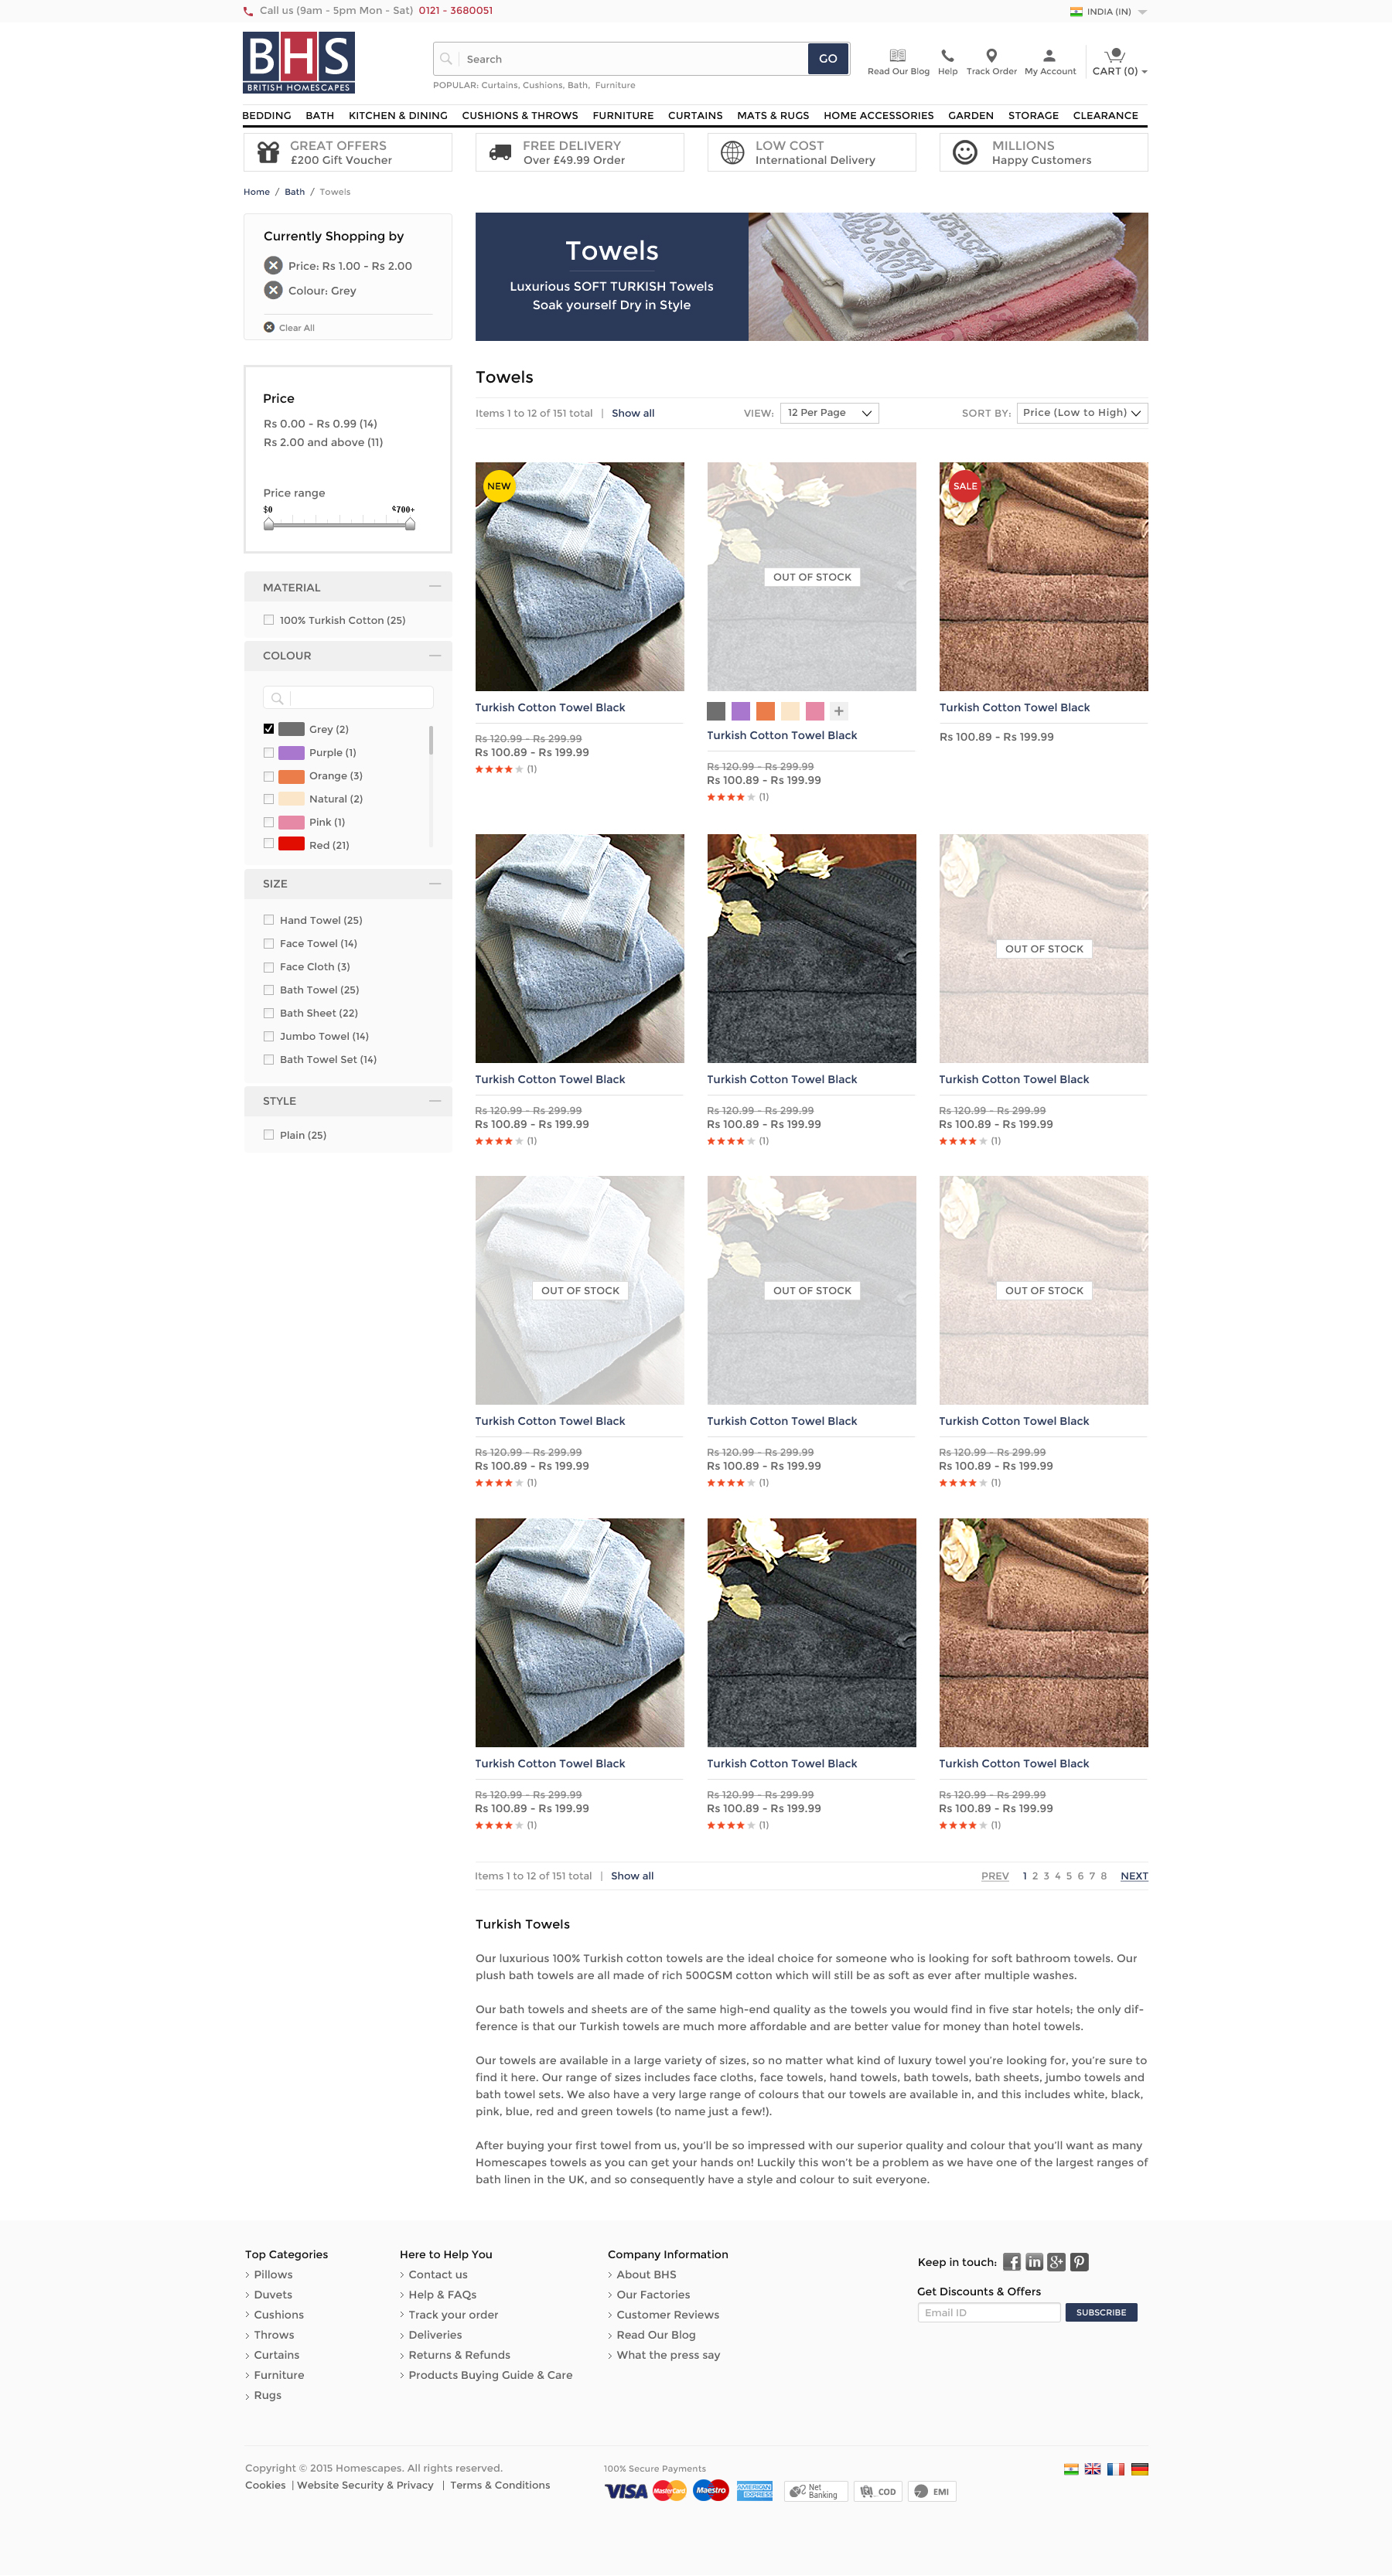 Call us (9am - 5pm Mon - Sat) 0121 - 3680051
INDIA (IN)
BHS
BRITISH HOMESCAPES
Search
GO
POPULAR: Curtains, Cushions, Bath, Furniture
Read Our Blog
Help
Track Order
My Account
CART (0)
BEDDING BATH KITCHEN & DINING CUSHIONS & THROWS FURNITURE CURTAINS MATS & RUGS HOME ACCESSORIES GARDEN STORAGE CLEARANCE
GREAT OFFERS
£200 Gift Voucher
FREE DELIVERY
Over £49.99 Order
LOW COST
International Delivery
MILLIONS
Happy Customers
Home / Bath / Towels
Currently Shopping by
Price: Rs 1.00 - Rs 2.00
Colour: Grey
Clear All
Price
Rs 0.00 - Rs 0.99 (14)
Rs 2.00 and above (11)
Price range
$0
$700+
MATERIAL
100% Turkish Cotton (25)
COLOUR
Grey (2)
Purple (1)
Orange (3)
Natural (2)
Pink (1)
Red (21)
SIZE
Hand Towel (25)
Face Towel (14)
Face Cloth (3)
Bath Towel (25)
Bath Sheet (22)
Jumbo Towel (14)
Bath Towel Set (14)
STYLE
Plain (25)
Towels
Luxurious SOFT TURKISH Towels
Soak yourself Dry in Style
Towels
Items 1 to 12 of 151 total | Show all
VIEW: 12 Per Page
SORT BY: Price (Low to High)
NEW
Turkish Cotton Towel Black
Rs 120.99 - Rs 299.99
Rs 100.89 - Rs 199.99
(1)
OUT OF STOCK
+
Turkish Cotton Towel Black
Rs 120.99 - Rs 299.99
Rs 100.89 - Rs 199.99
(1)
SALE
Turkish Cotton Towel Black
Rs 100.89 - Rs 199.99
Turkish Cotton Towel Black
Rs 120.99 - Rs 299.99
Rs 100.89 - Rs 199.99
(1)
Turkish Cotton Towel Black
Rs 120.99 - Rs 299.99
Rs 100.89 - Rs 199.99
(1)
OUT OF STOCK
Turkish Cotton Towel Black
Rs 120.99 - Rs 299.99
Rs 100.89 - Rs 199.99
(1)
OUT OF STOCK
Turkish Cotton Towel Black
Rs 120.99 - Rs 299.99
Rs 100.89 - Rs 199.99
(1)
OUT OF STOCK
Turkish Cotton Towel Black
Rs 120.99 - Rs 299.99
Rs 100.89 - Rs 199.99
(1)
OUT OF STOCK
Turkish Cotton Towel Black
Rs 120.99 - Rs 299.99
Rs 100.89 - Rs 199.99
(1)
Turkish Cotton Towel Black
Rs 120.99 - Rs 299.99
Rs 100.89 - Rs 199.99
(1)
Turkish Cotton Towel Black
Rs 120.99 - Rs 299.99
Rs 100.89 - Rs 199.99
(1)
Turkish Cotton Towel Black
Rs 120.99 - Rs 299.99
Rs 100.89 - Rs 199.99
(1)
Items 1 to 12 of 151 total | Show all
PREV 1 2 3 4 5 6 7 8 NEXT
Turkish Towels
Our luxurious 100% Turkish cotton towels are the ideal choice for someone who is looking for soft bathroom towels. Our
plush bath towels are all made of rich 500GSM cotton which will still be as soft as ever after multiple washes.
Our bath towels and sheets are of the same high-end quality as the towels you would find in five star hotels; the only dif-
ference is that our Turkish towels are much more affordable and are better value for money than hotel towels.
Our towels are available in a large variety of sizes, so no matter what kind of luxury towel you're looking for, you're sure to
find it here. Our range of sizes includes face cloths, face towels, hand towels, bath towels, bath sheets, jumbo towels and
bath towel sets. We also have a very large range of colours that our towels are available in, and this includes white, black,
pink, blue, red and green towels (to name just a few!).
After buying your first towel from us, you'll be so impressed with our superior quality and colour that you'll want as many
Homescapes towels as you can get your hands on! Luckily this won't be a problem as we have one of the largest ranges of
bath linen in the UK, and so consequently have a style and colour to suit everyone.
Top Categories
Pillows
Duvets
Cushions
Throws
Curtains
Furniture
Rugs
Here to Help You
Contact us
Help & FAQs
Track your order
Deliveries
Returns & Refunds
Products Buying Guide & Care
Company Information
About BHS
Our Factories
Customer Reviews
Read Our Blog
What the press say
Keep in touch: f in g+ P
Get Discounts & Offers
Email ID
SUBSCRIBE
Copyright © 2015 Homescapes. All rights reserved.
Cookies | Website Security & Privacy | Terms & Conditions
100% Secure Payments
VISA
MasterCard
Maestro
AMERICAN EXPRESS
Net Banking
COD
EMI